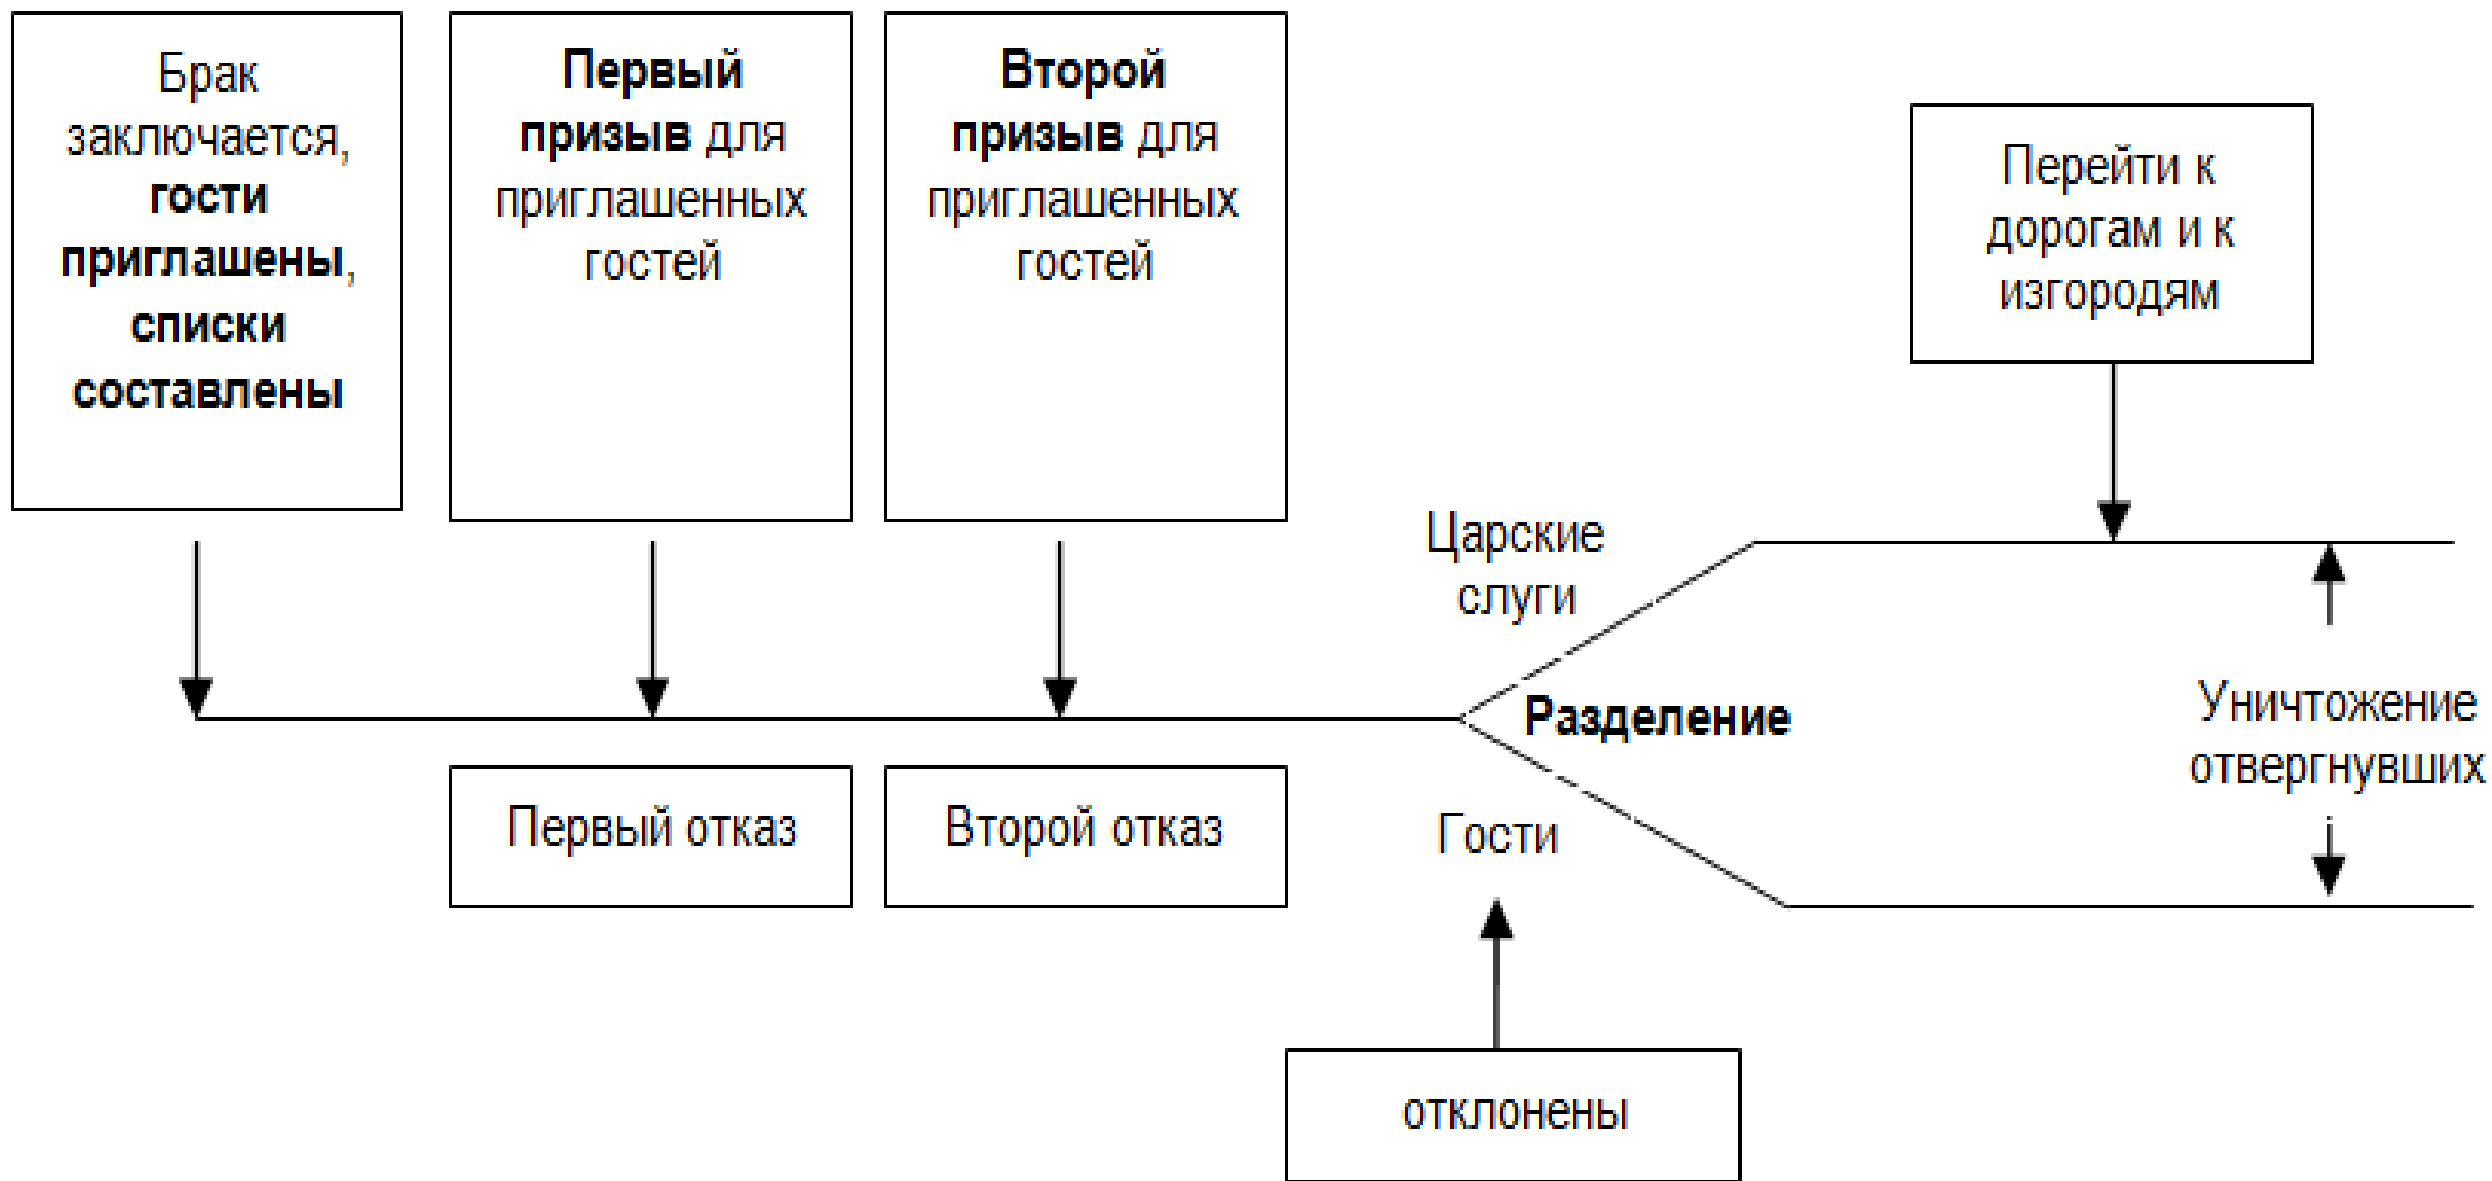 Брак
заключается,
гости
приглашены,
списки
составлены
Первый
призыв для
приглашенных
гостей
Второй
призыв для
приглашенных
гостей
Перейти к
дорогам и к
изгородям
Царские
слуги
Разделение
Уничтожение
отвергнувших
Первый отказ
Второй отказ
Гости
отклонены